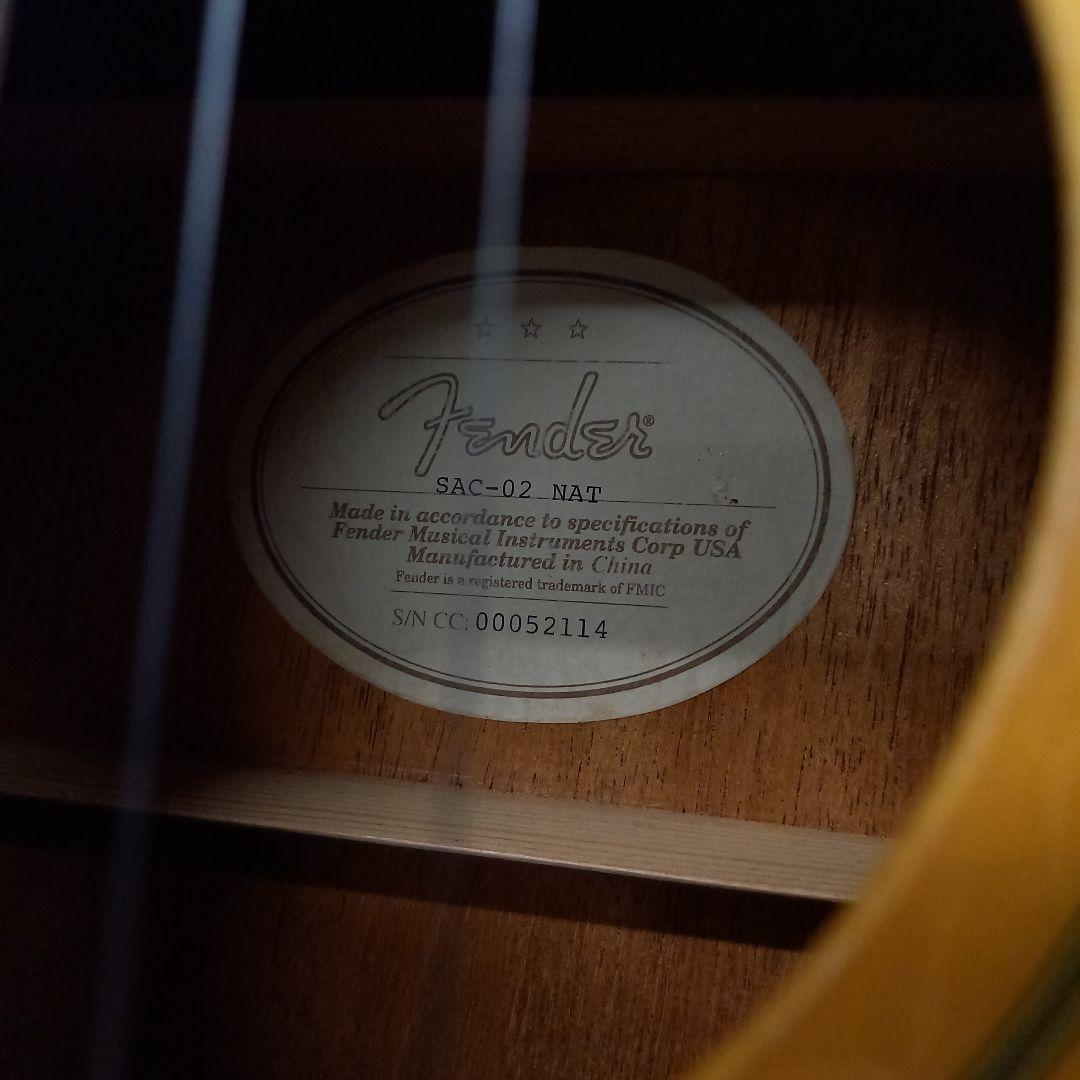 ☆ ☆ ☆
Fender®
SAC-02 NAT
Made in accordance to specifications of
Fender Musical Instruments Corp USA
Manufactured in China
Fender is a registered trademark of FMIC
S/N CC: 00052114